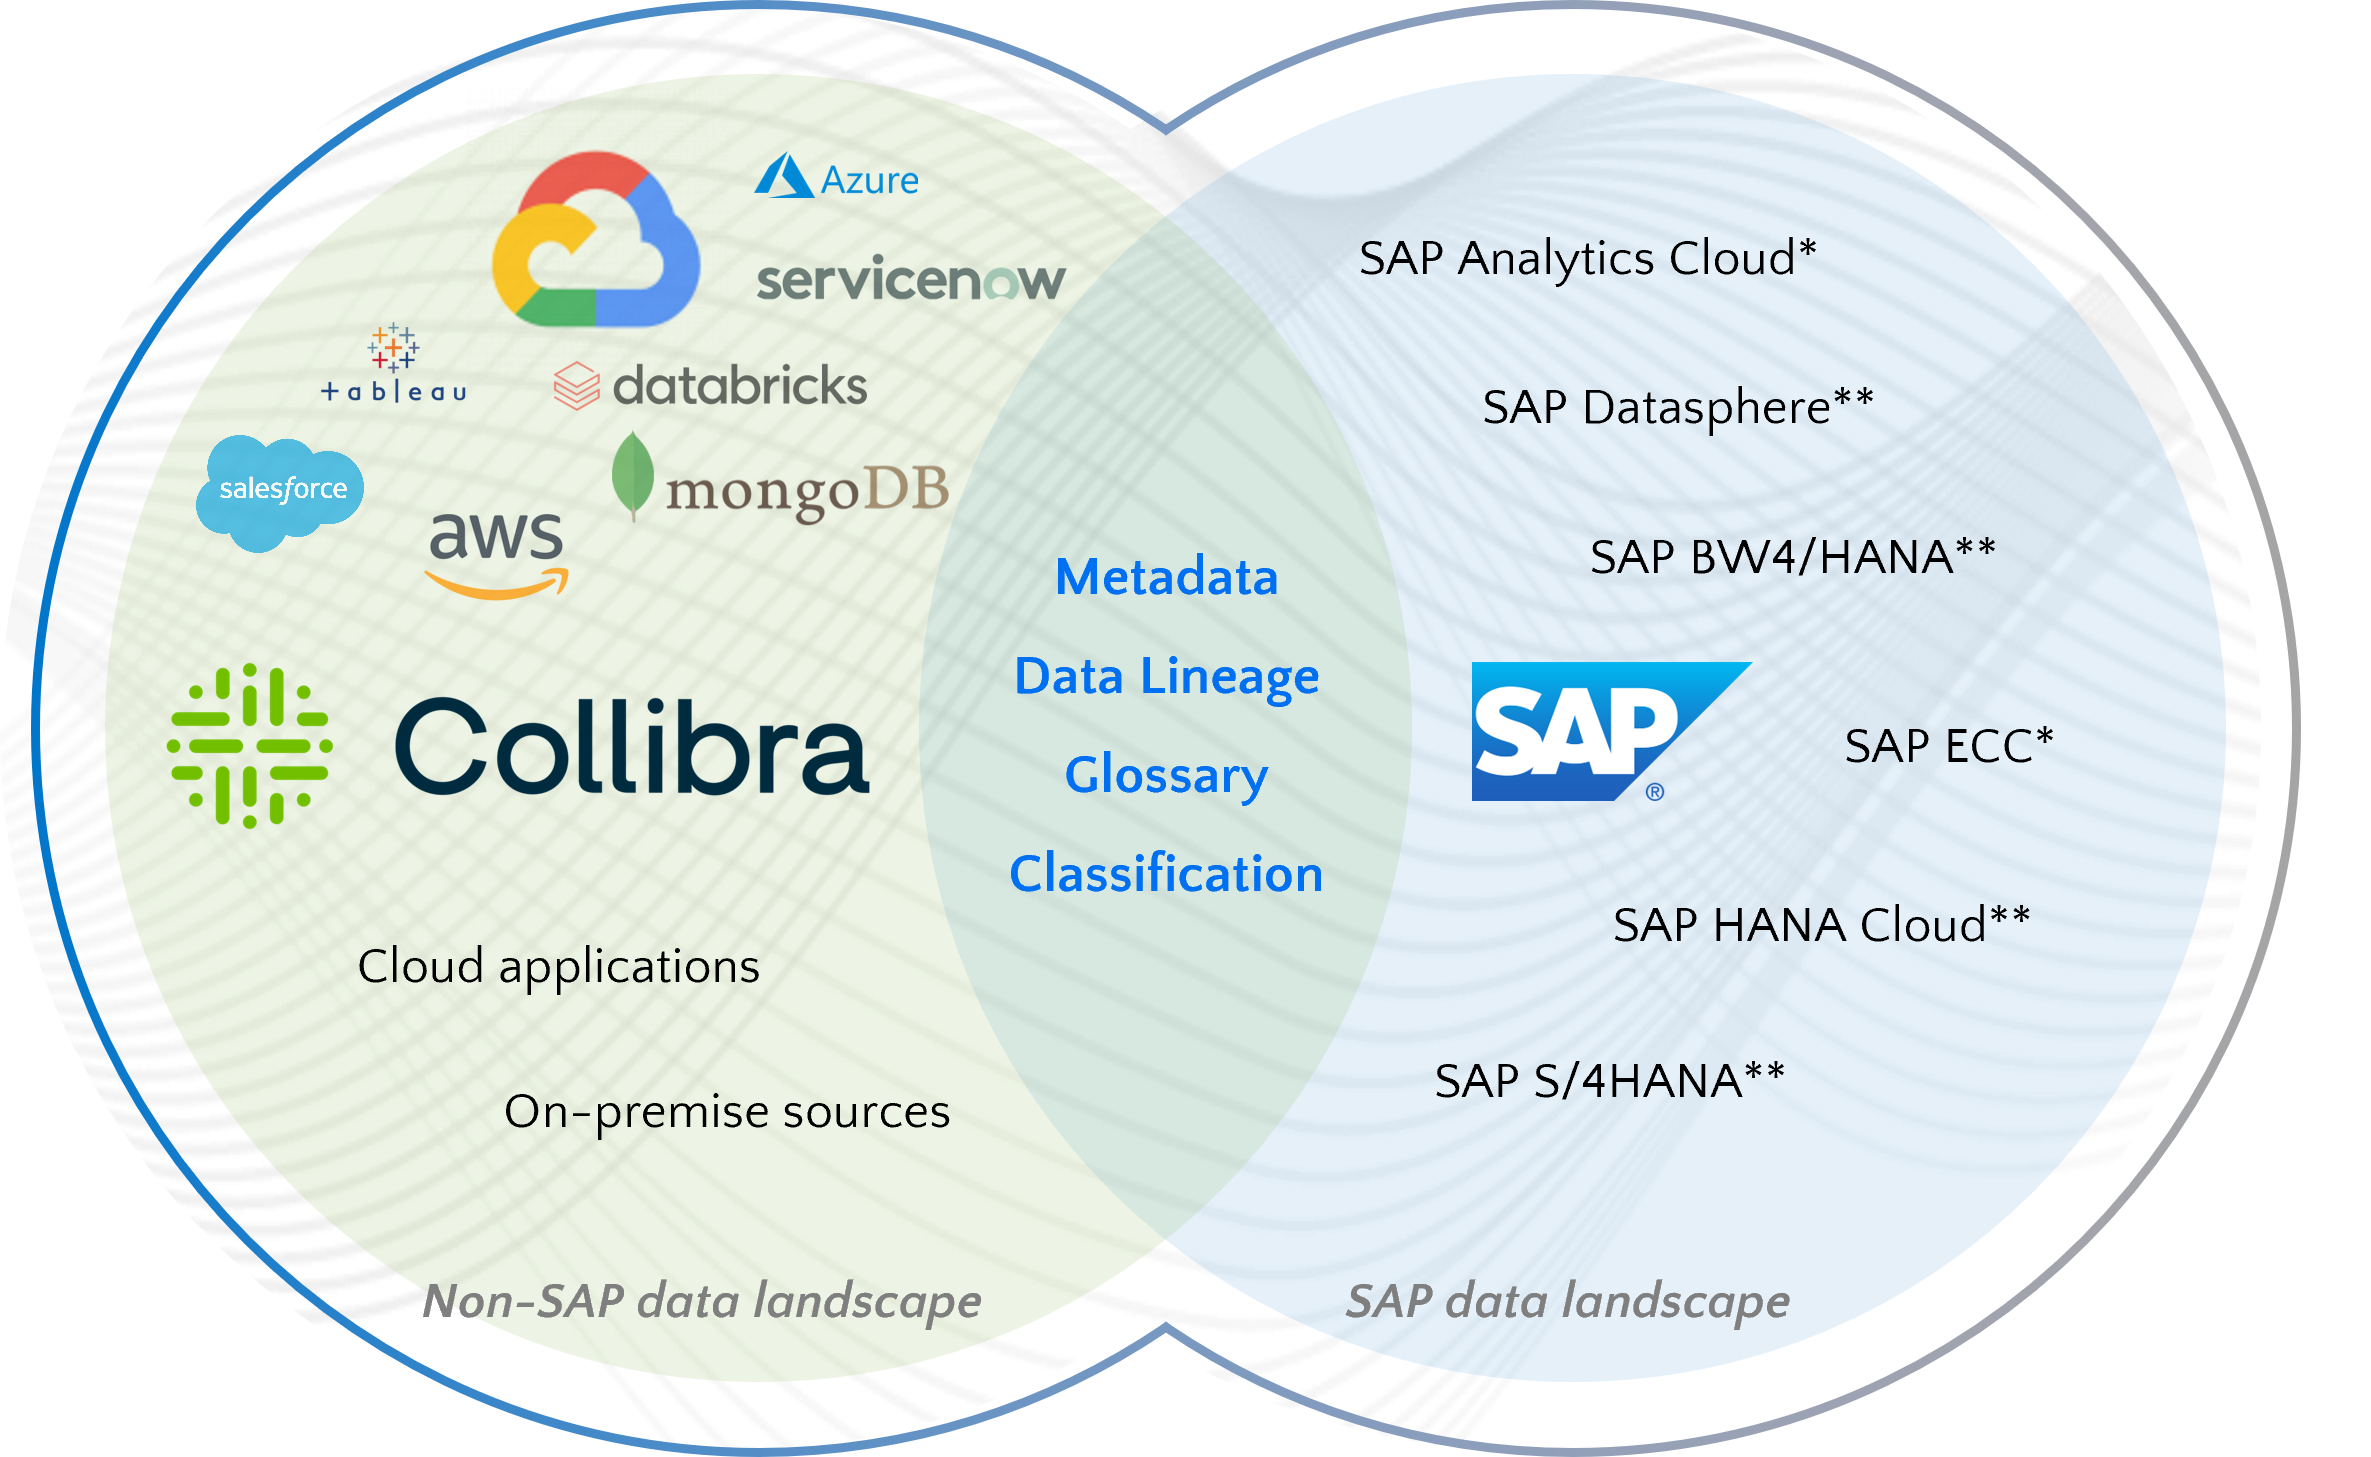 Azure
servicenow
tableau
databricks
salesforce
mongoDB
aws
Collibra
Cloud applications
On-premise sources
Non-SAP data landscape
Metadata
Data Lineage
Glossary
Classification
SAP Analytics Cloud*
SAP Datasphere**
SAP BW4/HANA**
SAP ®
SAP ECC*
SAP HANA Cloud**
SAP S/4HANA**
SAP data landscape